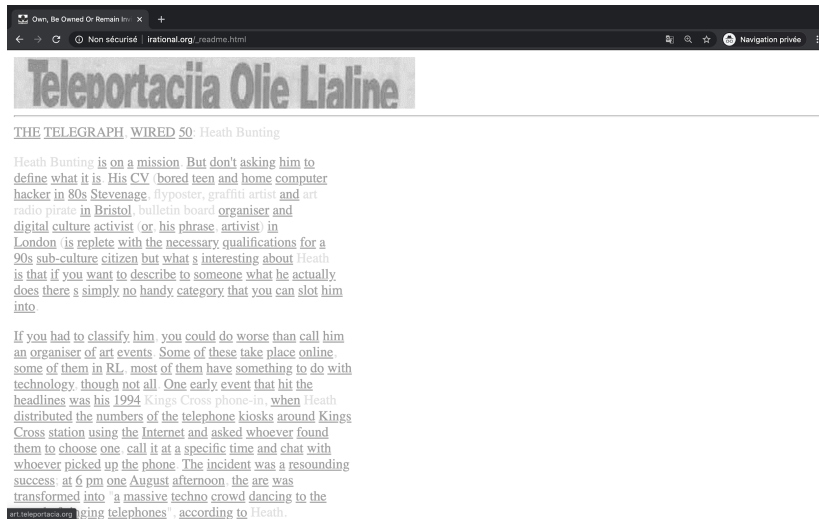 Own, Be Owned Or Remain Inv
Non sécurisé | irational.org/_readme.html
Navigation privée
Teleportaciia Olie Lialine
THE TELEGRAPH, WIRED 50: Heath Bunting
Heath Bunting is on a mission. But don't asking him to
define what it is. His CV (bored teen and home computer
hacker in 80s Stevenage, flyposter, graffiti artist and art
radio pirate in Bristol, bulletin board organiser and
digital culture activist (or, his phrase, artivist) in
London (is replete with the necessary qualifications for a
90s sub-culture citizen but what s interesting about Heath
is that if you want to describe to someone what he actually
does there s simply no handy category that you can slot him
into.
If you had to classify him, you could do worse than call him
an organiser of art events. Some of these take place online,
some of them in RL, most of them have something to do with
technology, though not all. One early event that hit the
headlines was his 1994 Kings Cross phone-in, when Heath
distributed the numbers of the telephone kiosks around Kings
Cross station using the Internet and asked whoever found
them to choose one, call it at a specific time and chat with
whoever picked up the phone. The incident was a resounding
success: at 6 pm one August afternoon, the are was
transformed into "a massive techno crowd dancing to the
telephones", according to Heath.
art.teleportacia.org